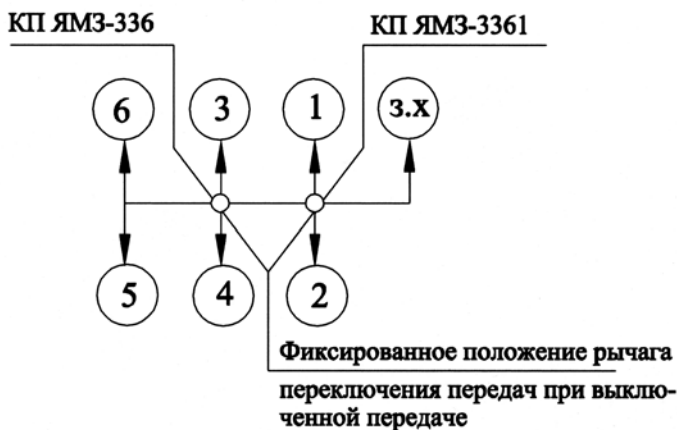 КП ЯМЗ-336 КП ЯМЗ-3361
6 3 1 з.х
5 4 2
Фиксированное положение рычага
переключения передач при выклю-
ченной передаче